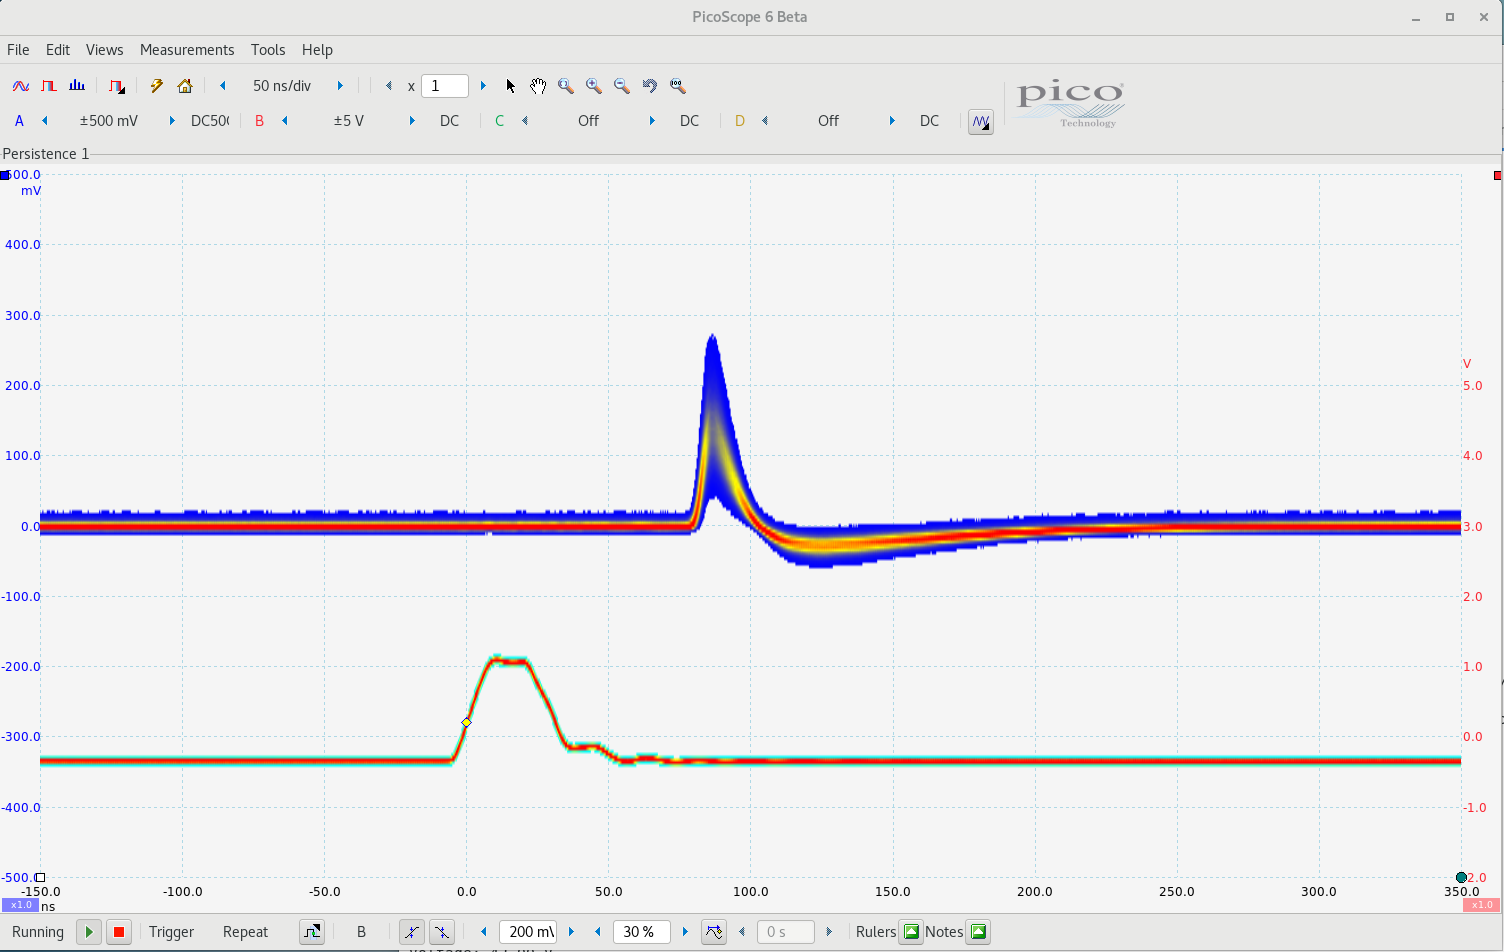 PicoScope 6 Beta
File Edit Views Measurements Tools Help
50 ns/div x 1
A ±500 mV DC50 B ±5 V DC C Off DC D Off DC
pico
Technology
Persistence 1
500.0
mV
400.0
300.0
V
200.0 5.0
100.0 4.0
0.0 3.0
-100.0 2.0
-200.0 1.0
-300.0 0.0
-400.0 -1.0
-500.0 2.0
-150.0 -100.0 -50.0 0.0 50.0 100.0 150.0 200.0 250.0 300.0 350.0
x1.0 ns x1.0
Running Trigger Repeat B 200 m 30 % 0 s Rulers Notes